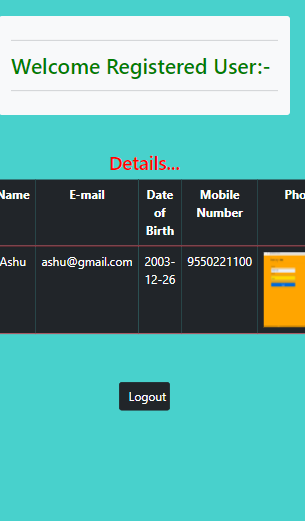 Welcome Registered User:-
Details...
Name E-mail Date of Birth Mobile Number Pho
Ashu ashu@gmail.com 2003-12-26 9550221100
Logout